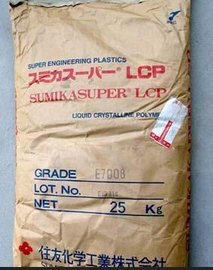 SUPER ENGINEERING PLASTICS
スミカスーパー® LCP
SUMIKASUPER® LCP
LIQUID CRYSTALLINE POLYMER
GRADE E7008
LOT. NO.
NET 25 Kg
住友化学工業株式会社